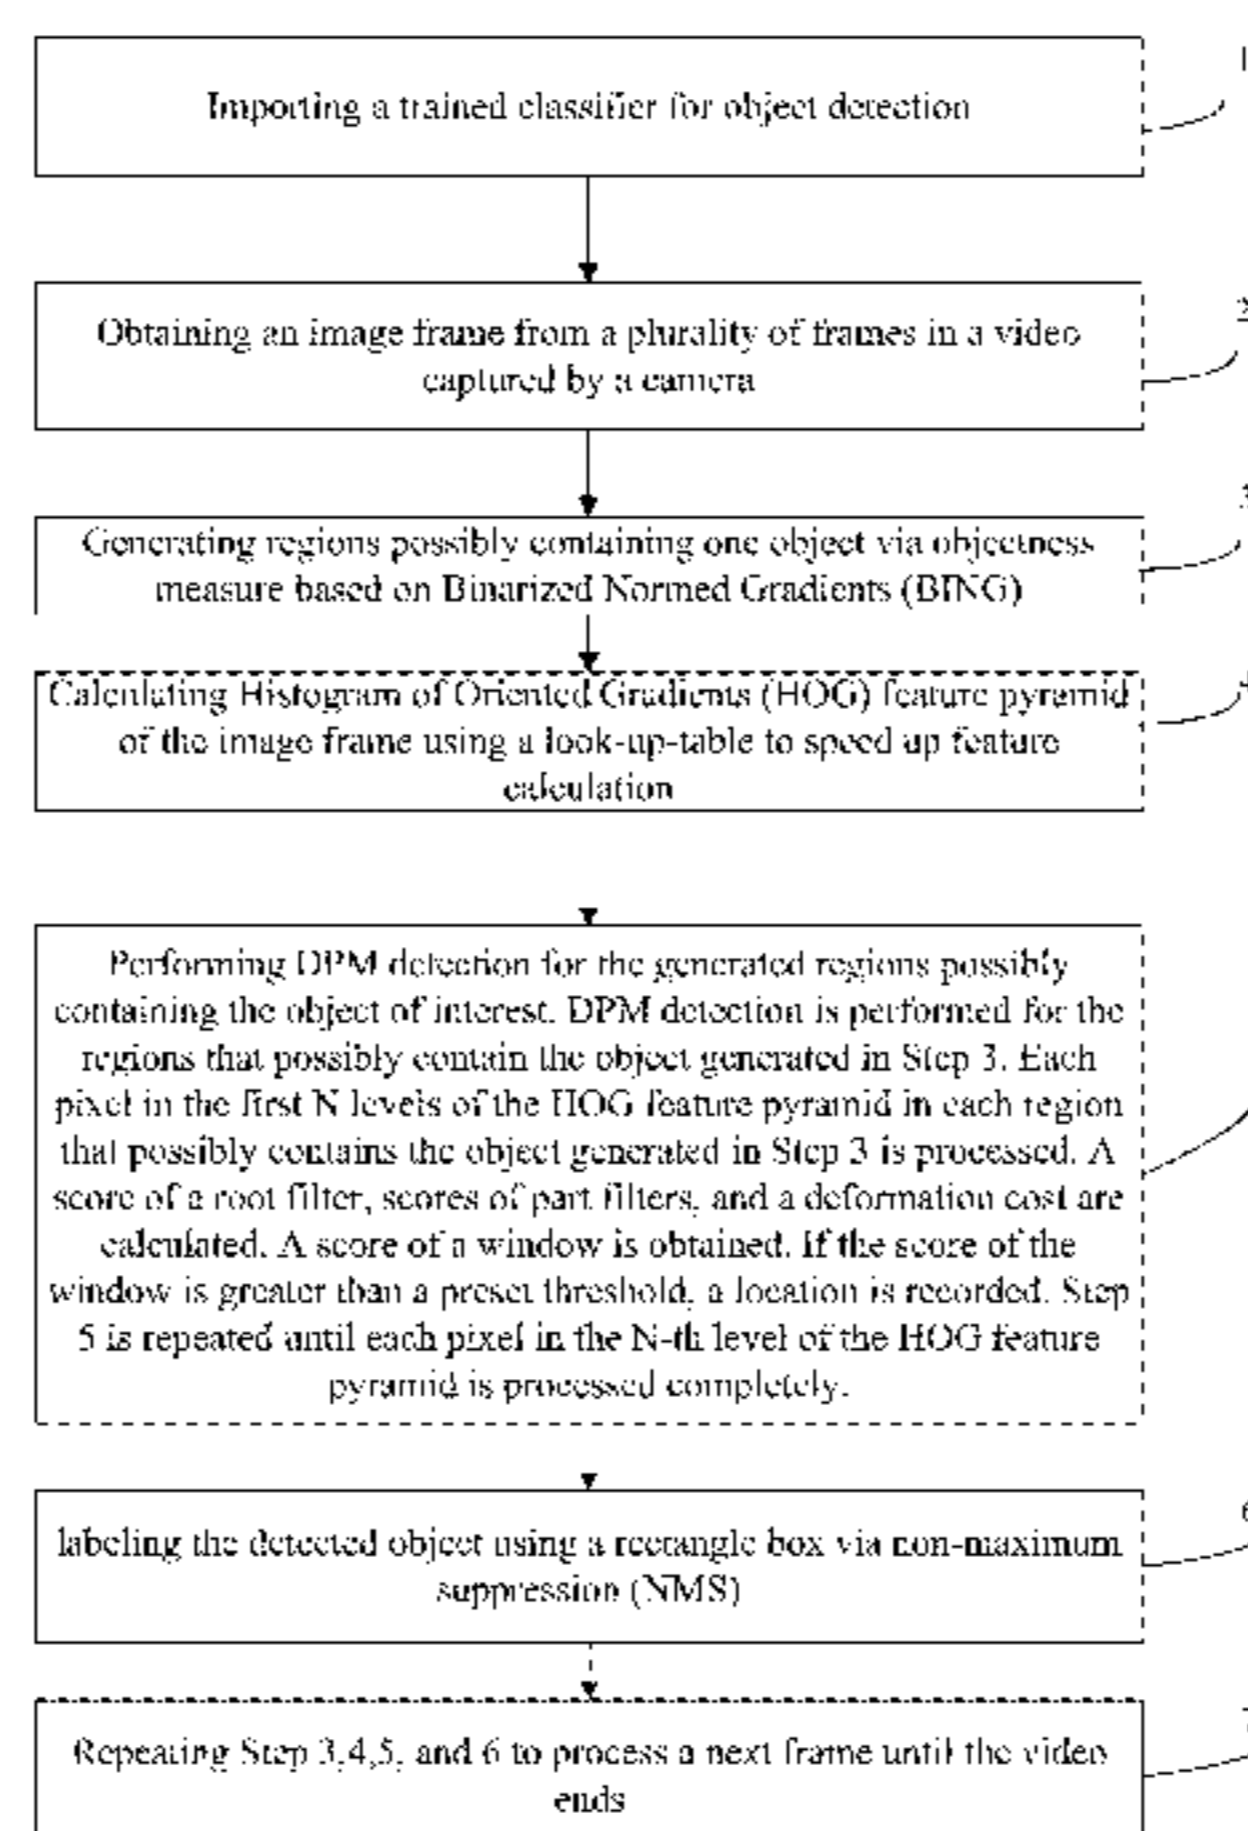 Importing a trained classifier for object detection
1
Obtaining an image frame from a plurality of frames in a video
captured by a camera
2
Generating regions possibly containing one object via objectness
measure based on Binarized Normed Gradients (BING)
3
Calculating Histogram of Oriented Gradients (HOG) feature pyramid
of the image frame using a look-up-table to speed up feature
calculation
4
Performing DPM detection for the generated regions possibly
containing the object of interest. DPM detection is performed for the
regions that possibly contain the object generated in Step 3. Each
pixel in the first N levels of the HOG feature pyramid in each region
that possibly contains the object generated in Step 3 is processed. A
score of a root filter, scores of part filters, and a deformation cost are
calculated. A score of a window is obtained. If the score of the
window is greater than a preset threshold, a location is recorded. Step
5 is repeated until each pixel in the N-th level of the HOG feature
pyramid is processed completely.
labeling the detected object using a rectangle box via non-maximum
suppression (NMS)
6
Repeating Step 3,4,5, and 6 to process a next frame until the video
ends